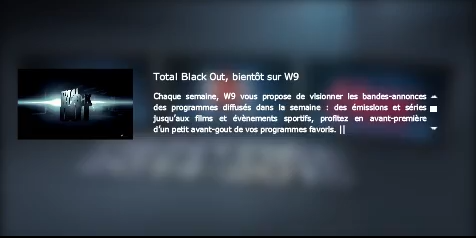 Total Black Out, bientôt sur W9
Chaque semaine, W9 vous propose de visionner les bandes-annonces
des programmes diffusés dans la semaine : des émissions et séries
jusqu'aux films et évènements sportifs, profitez en avant-première
d'un petit avant-gout de vos programmes favoris. ||